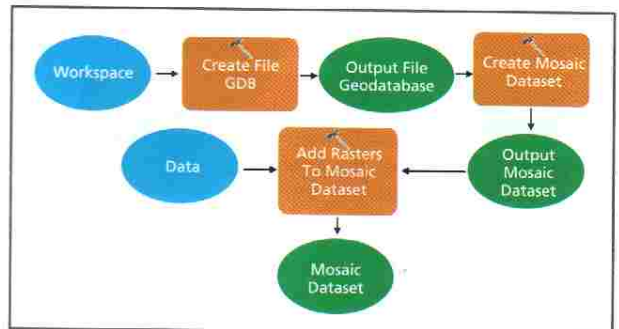 Workspace
Create File
GDB
Output File
Geodatabase
Create Mosaic
Dataset
Data
Add Rasters
To Mosaic
Dataset
Output
Mosaic
Dataset
Mosaic
Dataset